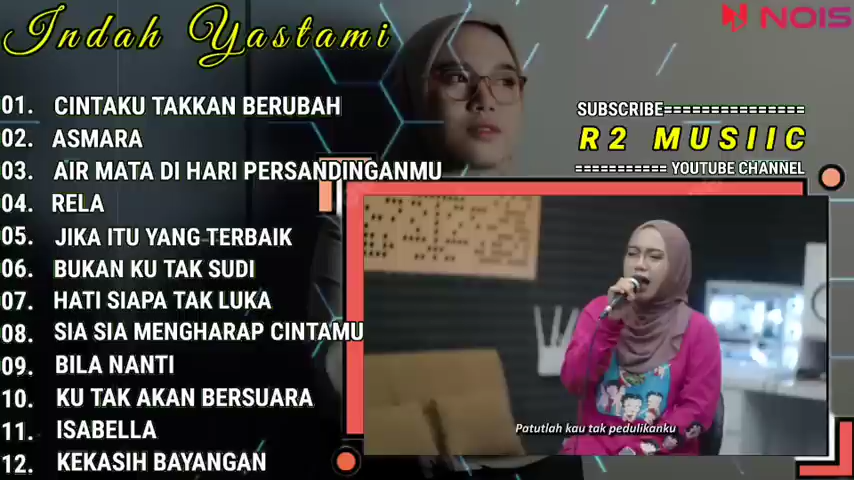 Indah Yastami
NOIS
01. CINTAKU TAKKAN BERUBAH
02. ASMARA
03. AIR MATA DI HARI PERSANDINGANMU
04. RELA
05. JIKA ITU YANG TERBAIK
06. BUKAN KU TAK SUDI
07. HATI SIAPA TAK LUKA
08. SIA SIA MENGHARAP CINTAMU
09. BILA NANTI
10. KU TAK AKAN BERSUARA
11. ISABELLA
12. KEKASIH BAYANGAN
SUBSCRIBE===============
R2 MUSIIC
=========== YOUTUBE CHANNEL
Patutlah kau tak pedulikanku